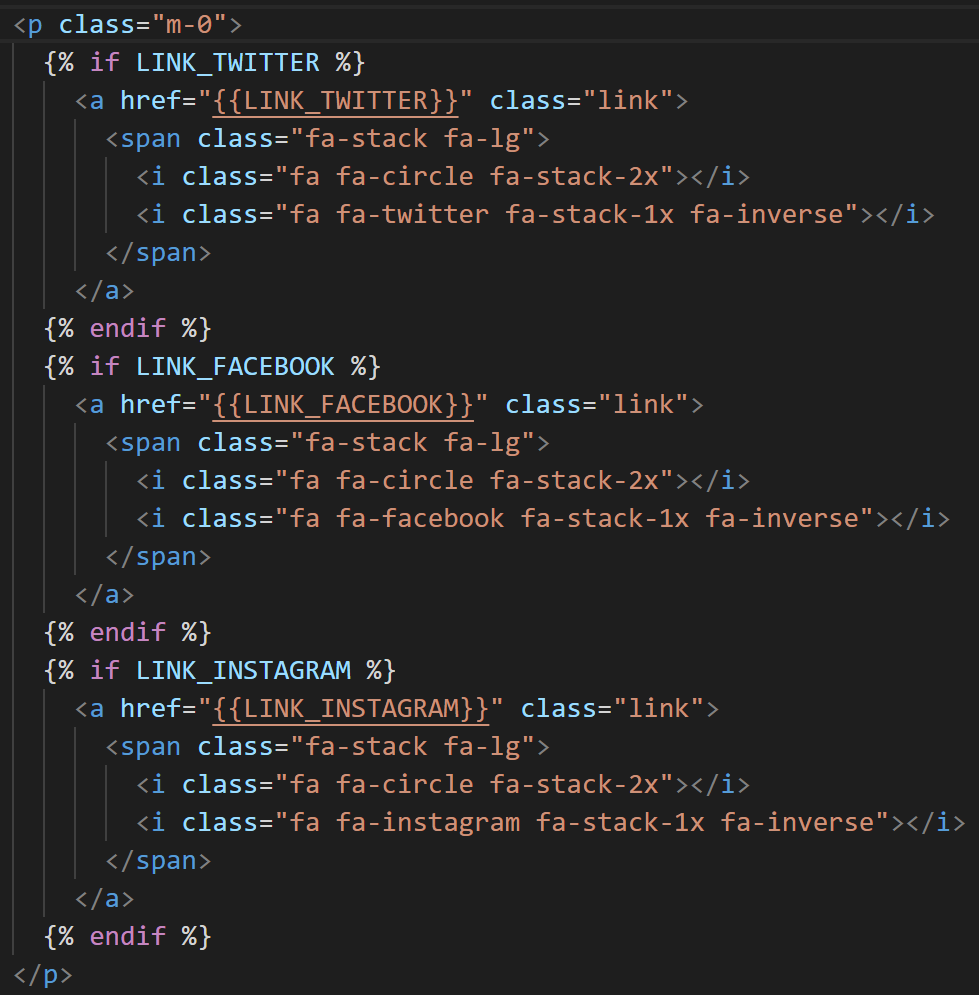 <p class="m-0">
  {% if LINK_TWITTER %}
    <a href="{{LINK_TWITTER}}" class="link">
      <span class="fa-stack fa-lg">
        <i class="fa fa-circle fa-stack-2x"></i>
        <i class="fa fa-twitter fa-stack-1x fa-inverse"></i>
      </span>
    </a>
  {% endif %}
  {% if LINK_FACEBOOK %}
    <a href="{{LINK_FACEBOOK}}" class="link">
      <span class="fa-stack fa-lg">
        <i class="fa fa-circle fa-stack-2x"></i>
        <i class="fa fa-facebook fa-stack-1x fa-inverse"></i>
      </span>
    </a>
  {% endif %}
  {% if LINK_INSTAGRAM %}
    <a href="{{LINK_INSTAGRAM}}" class="link">
      <span class="fa-stack fa-lg">
        <i class="fa fa-circle fa-stack-2x"></i>
        <i class="fa fa-instagram fa-stack-1x fa-inverse"></i>
      </span>
    </a>
  {% endif %}
</p>